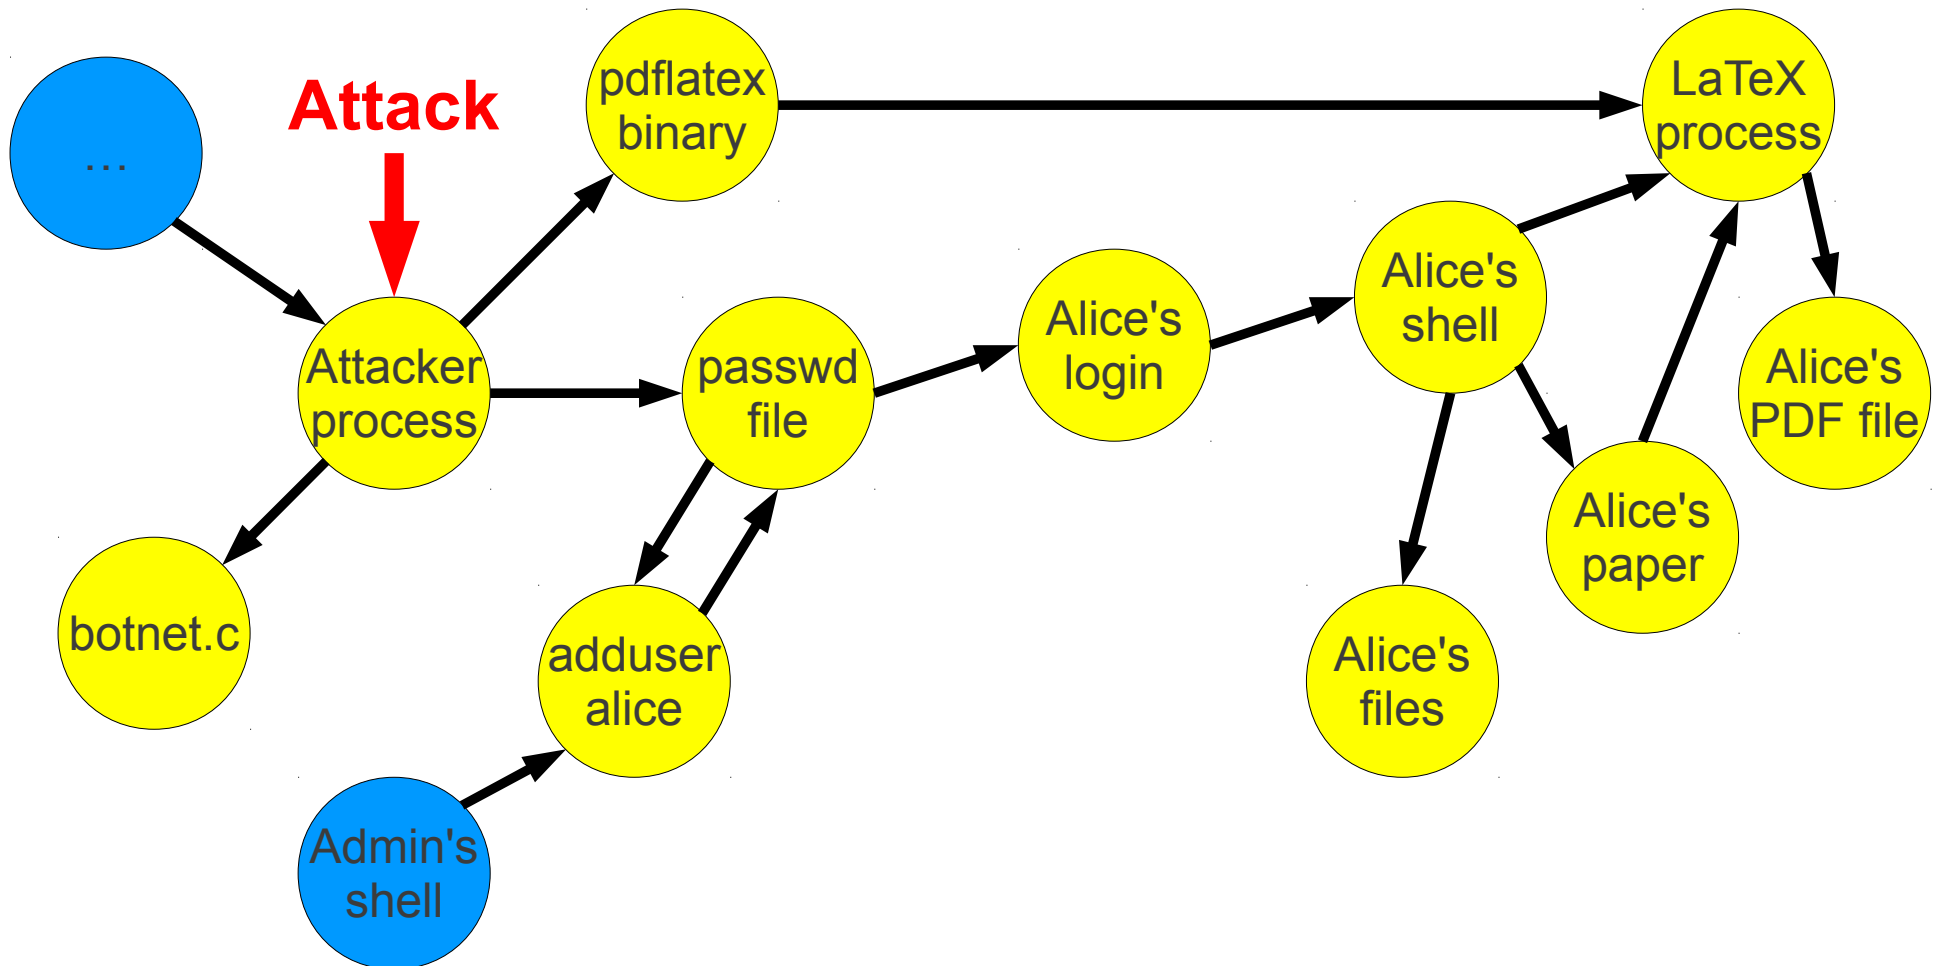 pdflatex
binary
LaTeX
process
Attack
...
Alice's
shell
Alice's
login
Attacker
process
passwd
file
Alice's
PDF file
Alice's
paper
botnet.c
adduser
alice
Alice's
files
Admin's
shell